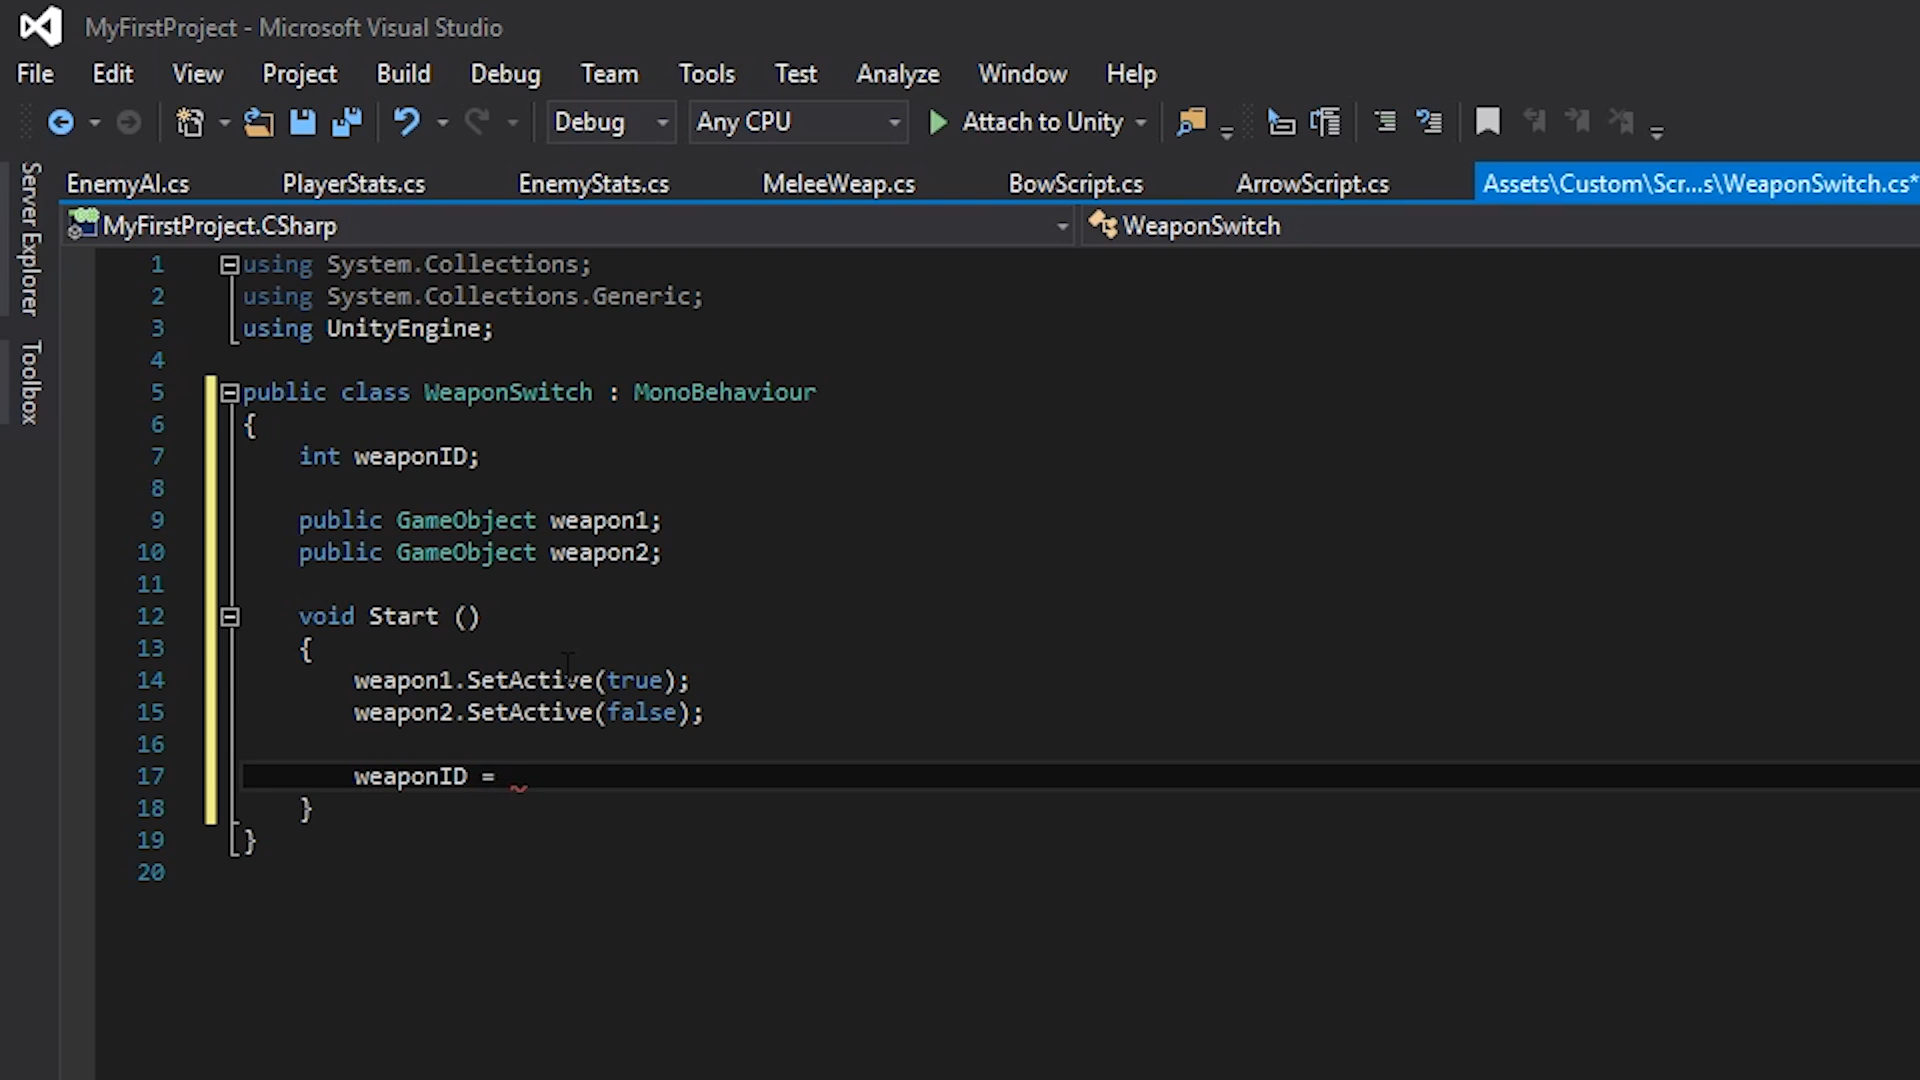 MyFirstProject - Microsoft Visual Studio
File Edit View Project Build Debug Team Tools Test Analyze Window Help
Debug Any CPU Attach to Unity
Server Explorer
Toolbox
EnemyAI.cs PlayerStats.cs EnemyStats.cs MeleeWeap.cs BowScript.cs ArrowScript.cs Assets\Custom\Scr...s\WeaponSwitch.cs*
MyFirstProject.CSharp WeaponSwitch
1 using System.Collections;
2 using System.Collections.Generic;
3 using UnityEngine;
4
5 public class WeaponSwitch : MonoBehaviour
6 {
7 int weaponID;
8
9 public GameObject weapon1;
10 public GameObject weapon2;
11
12 void Start ()
13 {
14 weapon1.SetActive(true);
15 weapon2.SetActive(false);
16
17 weaponID =
18 }
19 }
20